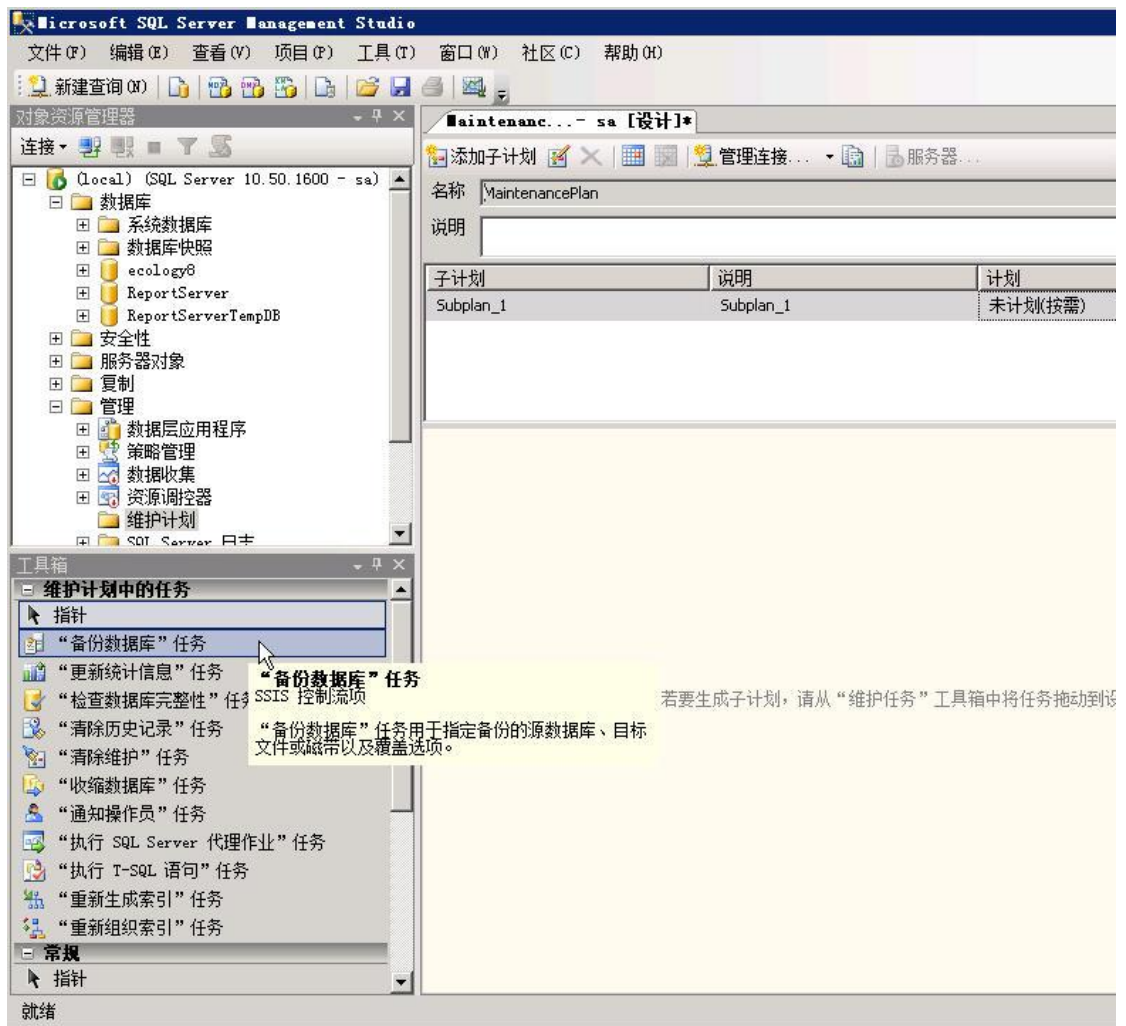 Microsoft SQL Server Management Studio
文件(F) 编辑(E) 查看(V) 项目(P) 工具(T) 窗口(W) 社区(C) 帮助(H)
新建查询(N)
对象资源管理器
连接
(local) (SQL Server 10.50.1600 - sa)
数据库
系统数据库
数据库快照
ecology8
ReportServer
ReportServerTempDB
安全性
服务器对象
复制
管理
数据层应用程序
策略管理
数据收集
资源调控器
维护计划
SQL Server 日志
Maintenanc...- sa [设计]*
添加子计划 管理连接... 服务器...
名称 MaintenancePlan
说明
子计划 说明 计划
Subplan_1 Subplan_1 未计划(按需)
若要生成子计划，请从“维护任务”工具箱中将任务拖动到设
工具箱
维护计划中的任务
指针
“备份数据库”任务
“更新统计信息”任务
“检查数据库完整性”任务
“清除历史记录”任务
“清除维护”任务
“收缩数据库”任务
“通知操作员”任务
“执行 SQL Server 代理作业”任务
“执行 T-SQL 语句”任务
“重新生成索引”任务
“重新组织索引”任务
常规
指针
“备份数据库”任务
SSIS 控制流项
“备份数据库”任务用于指定备份的源数据库、目标
文件或磁带以及覆盖选项。
就绪